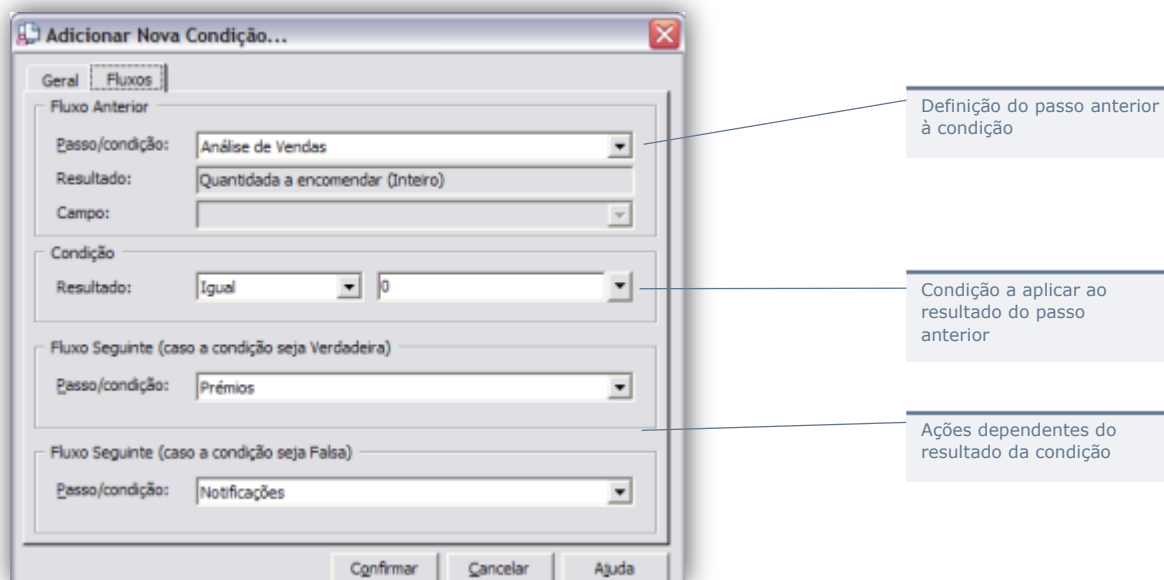 Adicionar Nova Condição...
Geral Fluxos
Fluxo Anterior
Passo/condição: Análise de Vendas
Resultado: Quantidada a encomendar (Inteiro)
Campo:
Condição
Resultado: Igual 0
Fluxo Seguinte (caso a condição seja Verdadeira)
Passo/condição: Prémios
Fluxo Seguinte (caso a condição seja Falsa)
Passo/condição: Notificações
Confirmar Cancelar Ajuda
Definição do passo anterior
à condição
Condição a aplicar ao
resultado do passo
anterior
Ações dependentes do
resultado da condição